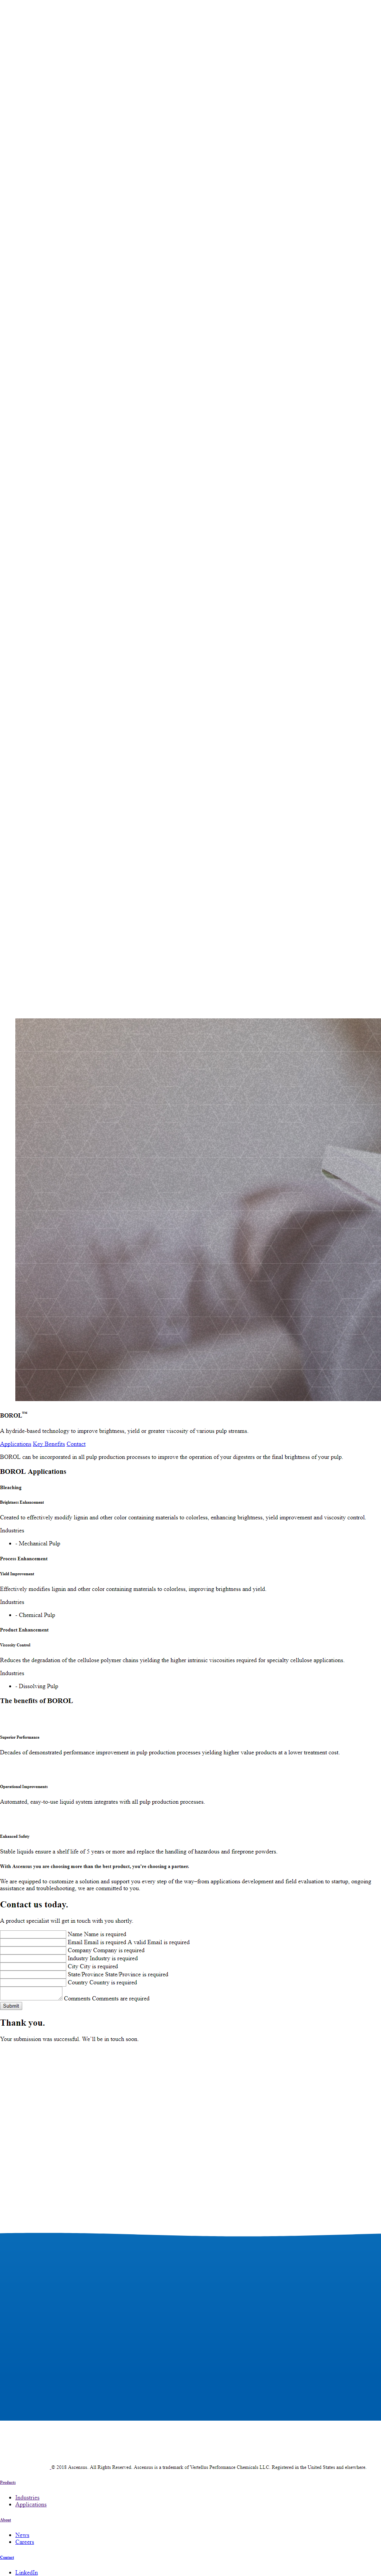 BOROL™
A hydride-based technology to improve brightness, yield or greater viscosity of various pulp streams.
Applications Key Benefits Contact
BOROL can be incorporated in all pulp production processes to improve the operation of your digesters or the final brightness of your pulp.
BOROL Applications
Bleaching
Brightness Enhancement
Created to effectively modify lignin and other color containing materials to colorless, enhancing brightness, yield improvement and viscosity control.
Industries
- Mechanical Pulp
Process Enhancement
Yield Improvement
Effectively modifies lignin and other color containing materials to colorless, improving brightness and yield.
Industries
- Chemical Pulp
Product Enhancement
Viscosity Control
Reduces the degradation of the cellulose polymer chains yielding the higher intrinsic viscosities required for specialty cellulose applications.
Industries
- Dissolving Pulp
The benefits of BOROL
Superior Performance
Decades of demonstrated performance improvement in pulp production processes yielding higher value products at a lower treatment cost.
Operational Improvements
Automated, easy-to-use liquid system integrates with all pulp production processes.
Enhanced Safety
Stable liquids ensure a shelf life of 5 years or more and replace the handling of hazardous and fireprone powders.
With Ascensus you are choosing more than the best product, you're choosing a partner.
We are equipped to customize a solution and support you every step of the way–from applications development and field evaluation to startup, ongoing
assistance and troubleshooting, we are committed to you.
Contact us today.
A product specialist will get in touch with you shortly.
Name Name is required
Email Email is required A valid Email is required
Company Company is required
Industry Industry is required
City City is required
State/Province State/Province is required
Country Country is required
Comments Comments are required
Submit
Thank you.
Your submission was successful. We'll be in touch soon.
© 2018 Ascensus. All Rights Reserved. Ascensus is a trademark of Vertellus Performance Chemicals LLC. Registered in the United States and elsewhere.
Products
Industries
Applications
About
News
Careers
Contact
LinkedIn